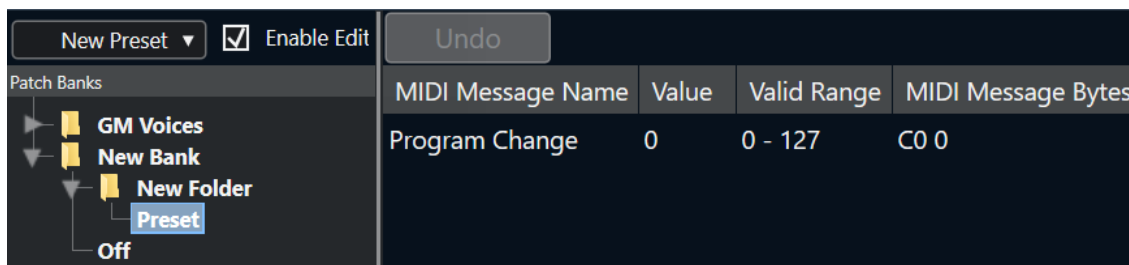 New Preset ▼ Enable Edit Undo
Patch Banks
MIDI Message Name Value Valid Range MIDI Message Bytes
GM Voices
New Bank
New Folder
Preset
Off
Program Change 0 0 - 127 C0 0